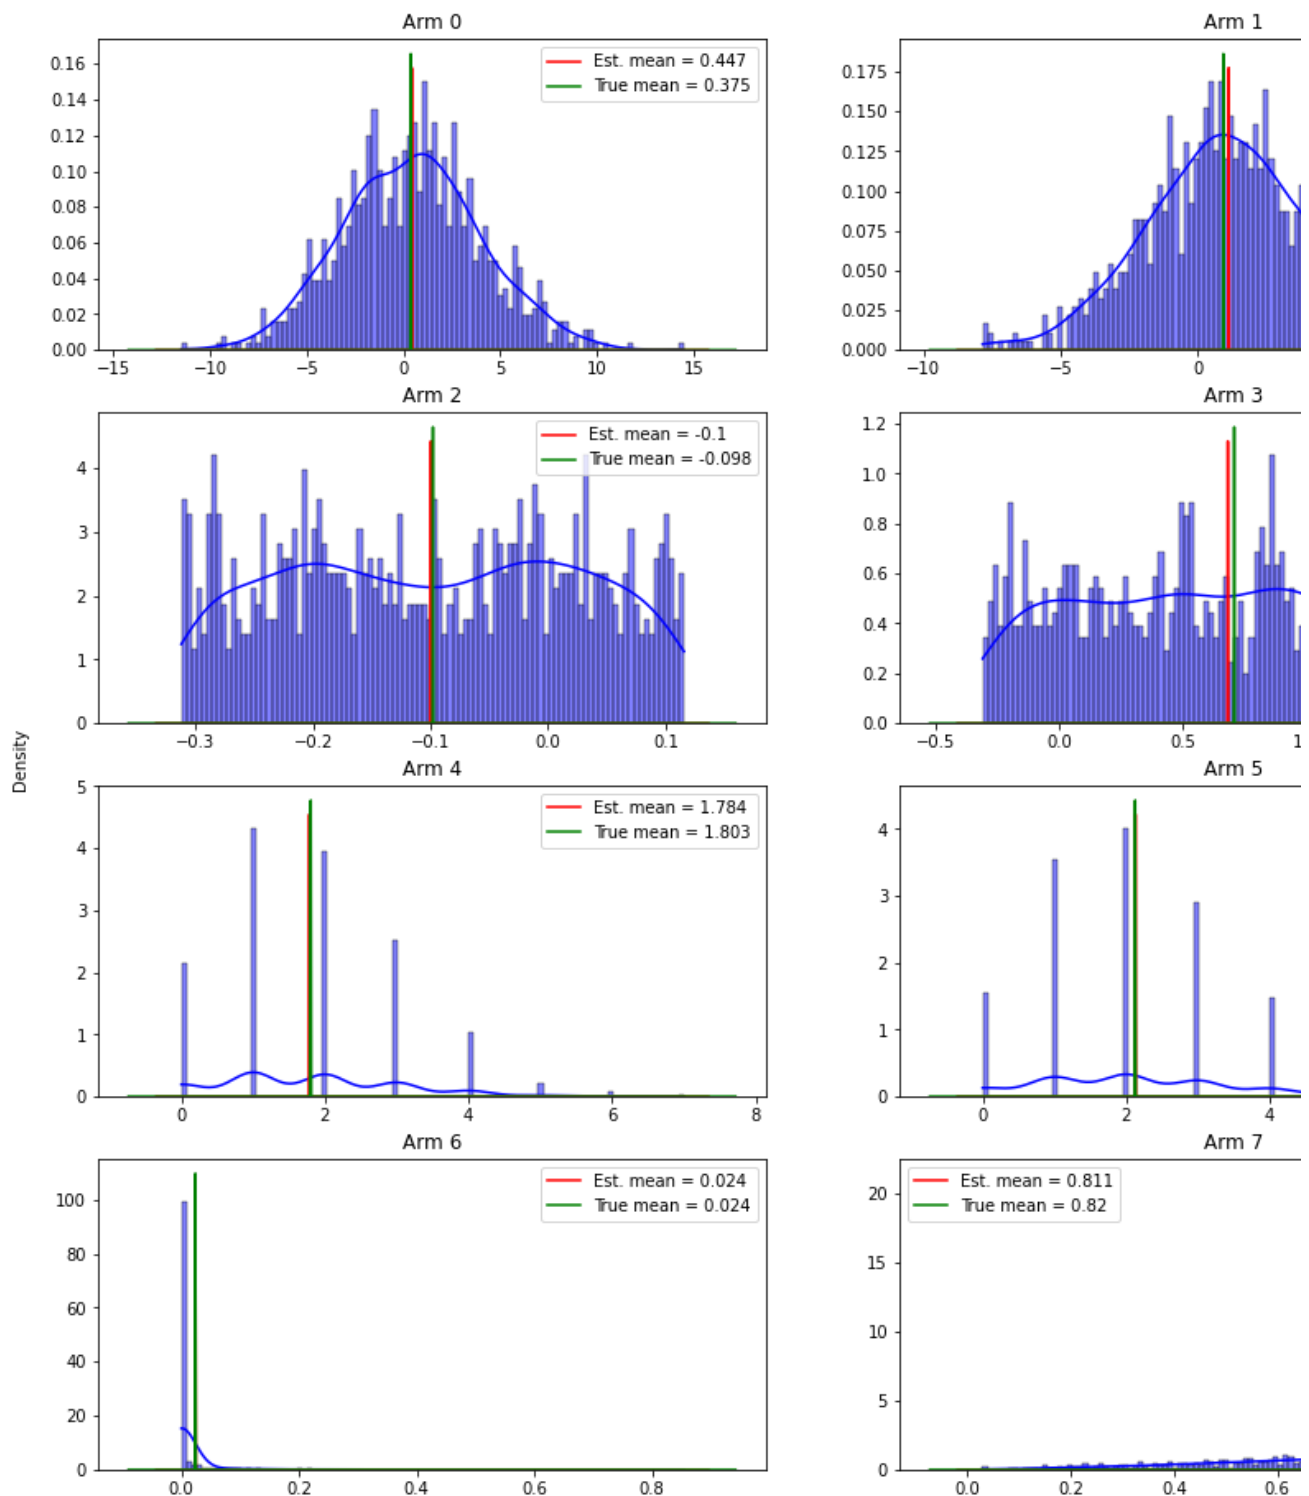 Arm 0
Est. mean = 0.447
True mean = 0.375
0.16
0.14
0.12
0.10
0.08
0.06
0.04
0.02
0.00
−15 −10 −5 0 5 10 15
Arm 1
0.175
0.150
0.125
0.100
0.075
0.050
0.025
0.000
−10 −5 0
Arm 2
Est. mean = -0.1
True mean = -0.098
4
3
2
1
0
−0.3 −0.2 −0.1 0.0 0.1
Arm 3
1.2
1.0
0.8
0.6
0.4
0.2
0.0
−0.5 0.0 0.5 1
Density
Arm 4
Est. mean = 1.784
True mean = 1.803
5
4
3
2
1
0
0 2 4 6 8
Arm 5
4
3
2
1
0
0 2 4
Arm 6
Est. mean = 0.024
True mean = 0.024
100
80
60
40
20
0
0.0 0.2 0.4 0.6 0.8
Arm 7
Est. mean = 0.811
True mean = 0.82
20
15
10
5
0
0.0 0.2 0.4 0.6